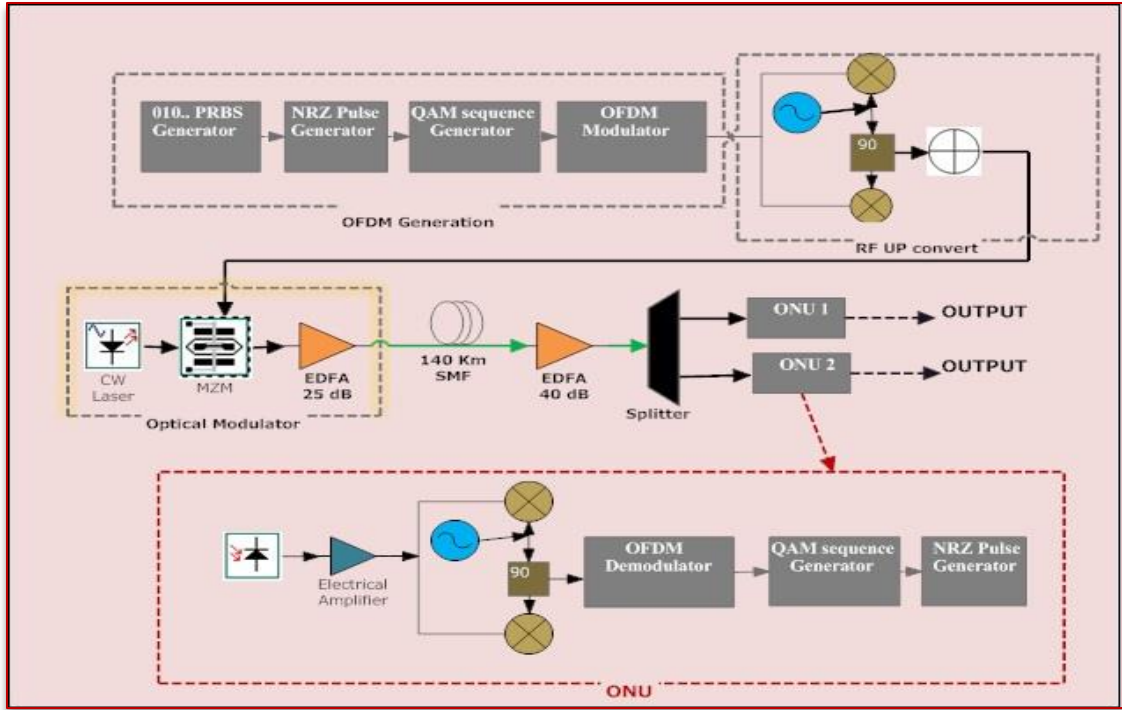 010.. PRBS
Generator
NRZ Pulse
Generator
QAM sequence
Generator
OFDM
Modulator
90
OFDM Generation
RF UP convert
CW
Laser
MZM
EDFA
25 dB
Optical Modulator
140 Km
SMF
EDFA
40 dB
Splitter
ONU 1
OUTPUT
ONU 2
OUTPUT
Electrical
Amplifier
90
OFDM
Demodulator
QAM sequence
Generator
NRZ Pulse
Generator
ONU